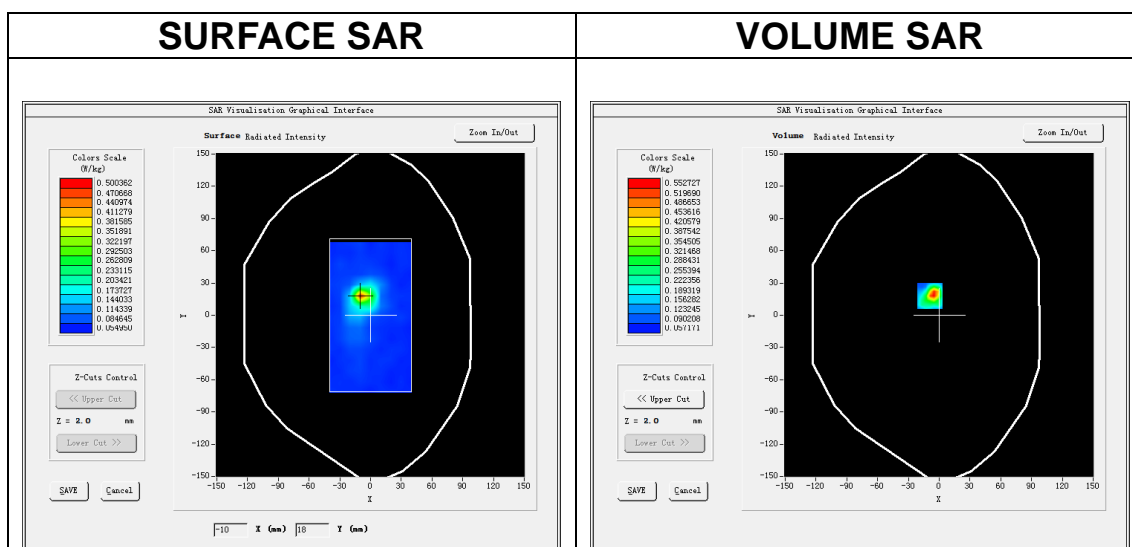 SURFACE SAR
VOLUME SAR
SAR Visualisation Graphical Interface
Surface Radiated Intensity
Zoom In/Out
Colors Scale
(W/kg)
0.500362
0.470668
0.440974
0.411279
0.381585
0.351891
0.322197
0.292503
0.262809
0.233115
0.203421
0.173727
0.144033
0.114339
0.084645
0.054950
150
120
90
60
30
0
-30
-60
-90
-120
-150
Y
-150 -120 -90 -60 -30 0 30 60 90 120 150
X
Z-Cuts Control
<< Upper Cut
Z = 2.0 mm
Lower Cut >>
SAVE Cancel
-10 X (mm) 18 Y (mm)
SAR Visualisation Graphical Interface
Volume Radiated Intensity
Zoom In/Out
Colors Scale
(W/kg)
0.552727
0.519690
0.486653
0.453616
0.420579
0.387542
0.354505
0.321468
0.288431
0.255394
0.222356
0.189319
0.156282
0.123245
0.090208
0.057171
150
120
90
60
30
0
-30
-60
-90
-120
-150
Y
-150 -120 -90 -60 -30 0 30 60 90 120 150
X
Z-Cuts Control
<< Upper Cut
Z = 2.0 mm
Lower Cut >>
SAVE Cancel